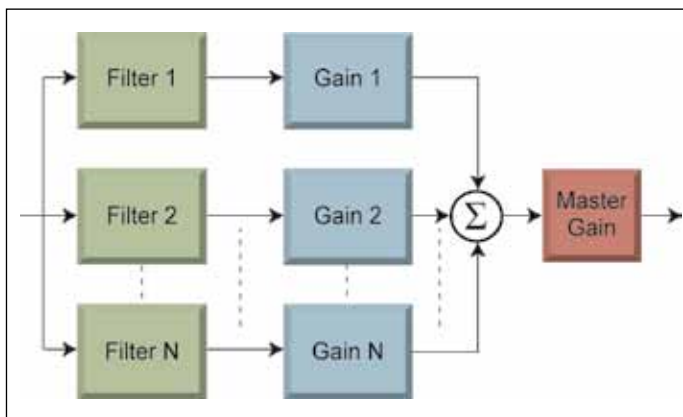 Filter 1
Gain 1
Filter 2
Gain 2
Σ
Master
Gain
Filter N
Gain N